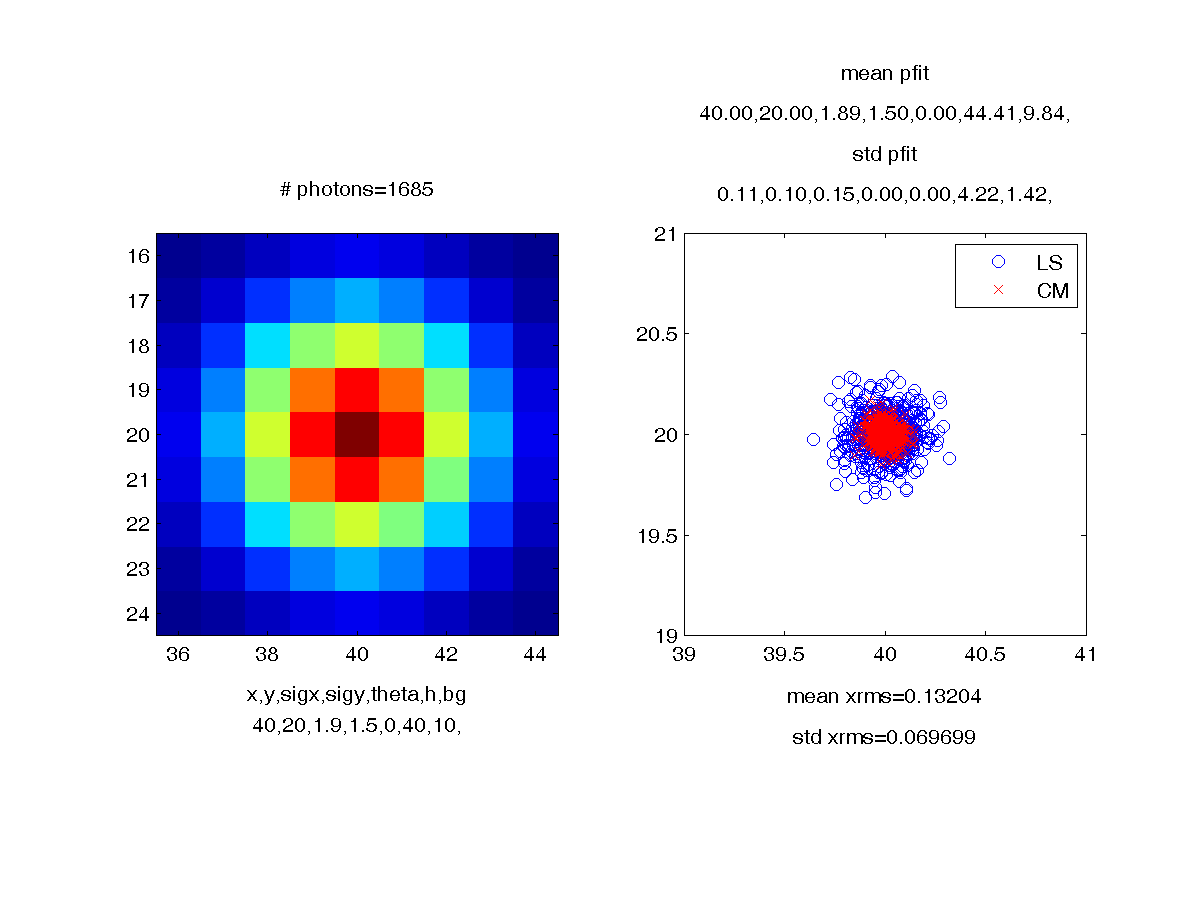 # photons=1685
16
17
18
19
20
21
22
23
24
36 38 40 42 44
x,y,sigx,sigy,theta,h,bg
40,20,1.9,1.5,0,40,10,
mean pfit
40.00,20.00,1.89,1.50,0.00,44.41,9.84,
std pfit
0.11,0.10,0.15,0.00,0.00,4.22,1.42,
21
20.5
20
19.5
19
LS
CM
39 39.5 40 40.5 41
mean xrms=0.13204
std xrms=0.069699